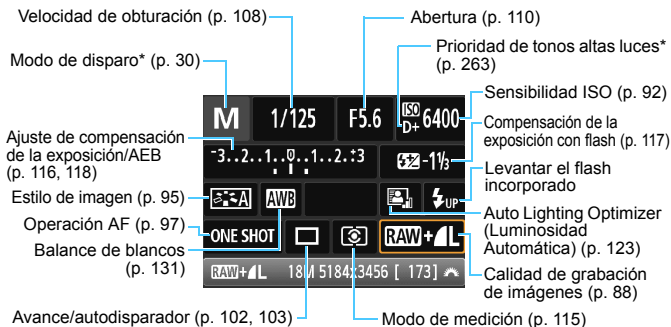 Velocidad de obturación (p. 108)
Abertura (p. 110)
Modo de disparo* (p. 30)
Prioridad de tonos altas luces*
(p. 263)
Sensibilidad ISO (p. 92)
Ajuste de compensación
de la exposición/AEB
(p. 116, 118)
Compensación de la
exposición con flash (p. 117)
Estilo de imagen (p. 95)
Levantar el flash
incorporado
Operación AF (p. 97)
Auto Lighting Optimizer
(Luminosidad
Automática) (p. 123)
Balance de blancos
(p. 131)
Calidad de grabación
de imágenes (p. 88)
Avance/autodisparador (p. 102, 103)
Modo de medición (p. 115)
M 1/125 F5.6 ISO D+ 6400
-3..2..1..0..1..2.:+3 -1⅓
A AWB UP
ONE SHOT RAW+L
RAW+L 18M 5184x3456 [ 173]